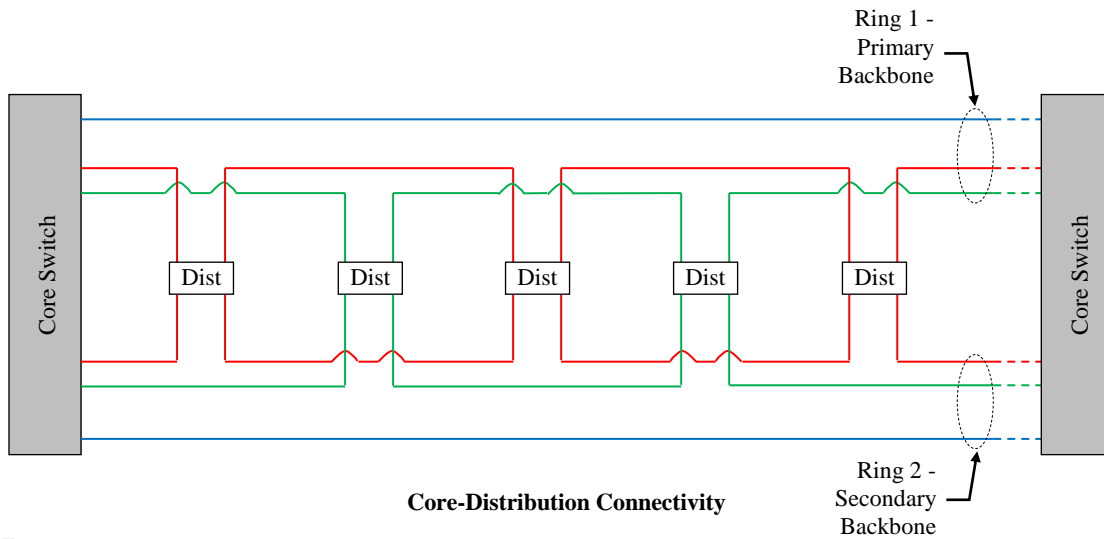 Ring 1 -
Primary
Backbone
Core Switch
Dist
Dist
Dist
Dist
Dist
Core Switch
Ring 2 -
Secondary
Backbone
Core-Distribution Connectivity